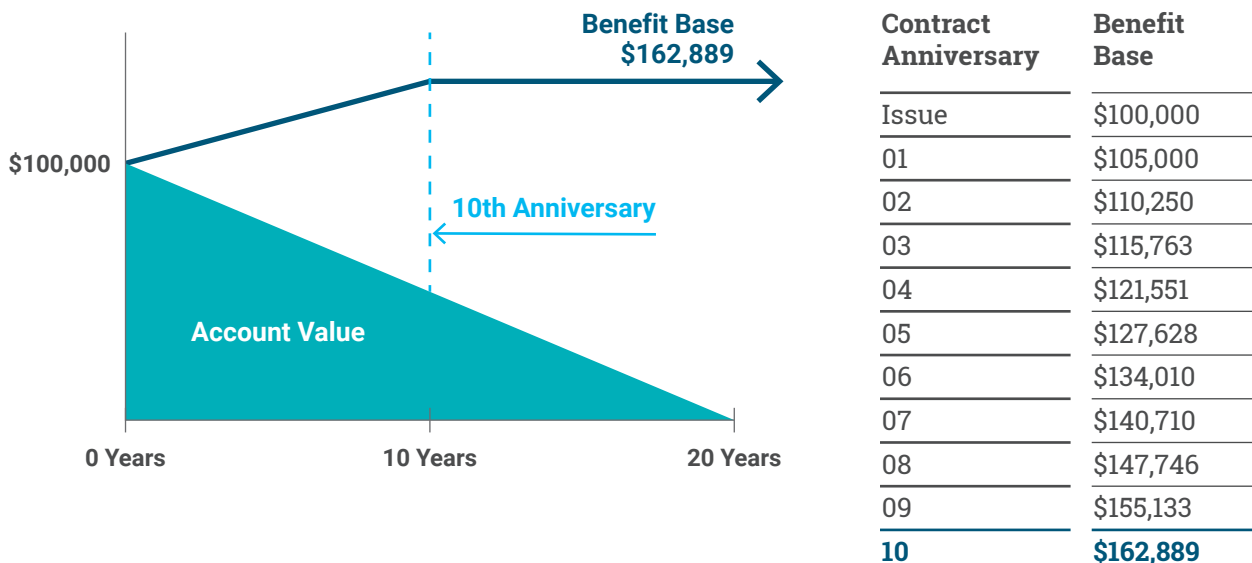 Benefit Base
$162,889
$100,000
10th Anniversary
Account Value
0 Years
10 Years
20 Years
Contract Anniversary Benefit Base
Issue $100,000
01 $105,000
02 $110,250
03 $115,763
04 $121,551
05 $127,628
06 $134,010
07 $140,710
08 $147,746
09 $155,133
10 $162,889